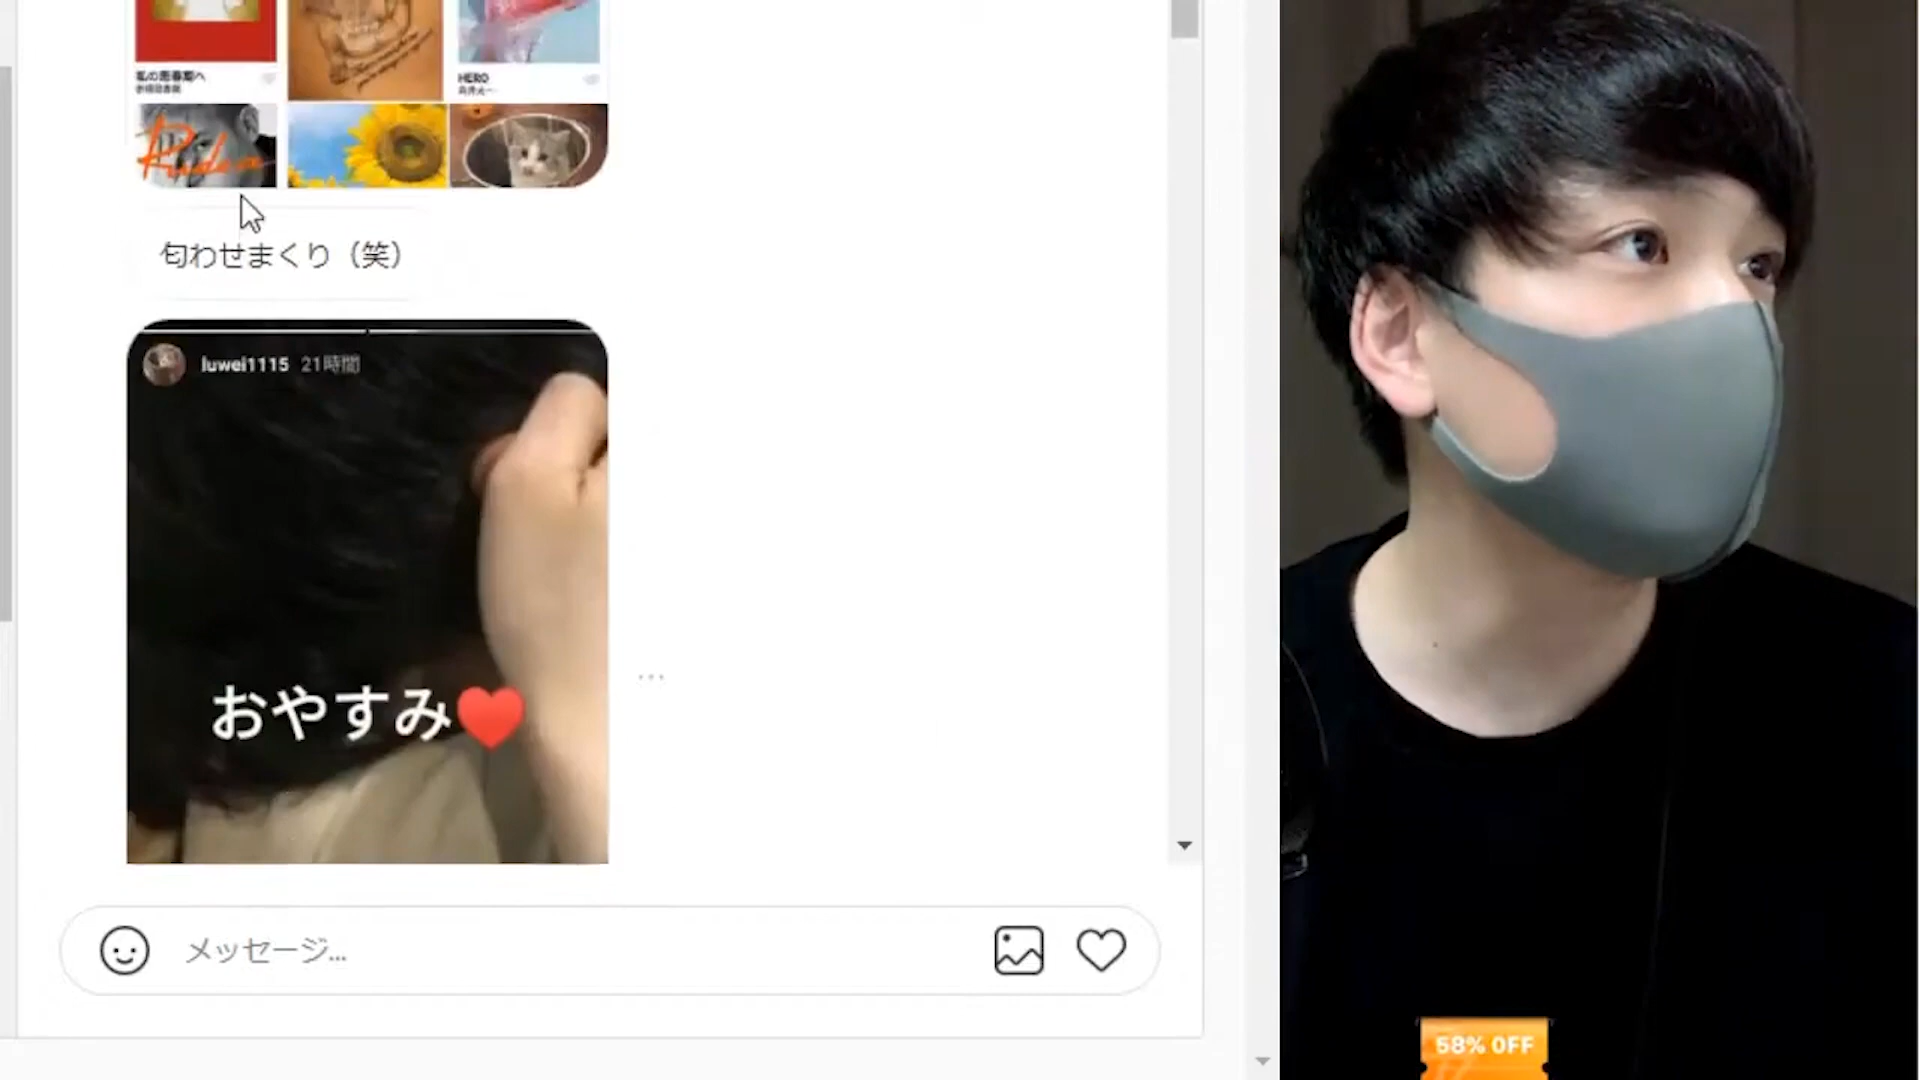 HERO
匂わせまくり（笑）
luwei1115 21時間
おやすみ❤
メッセージ...
58% OFF